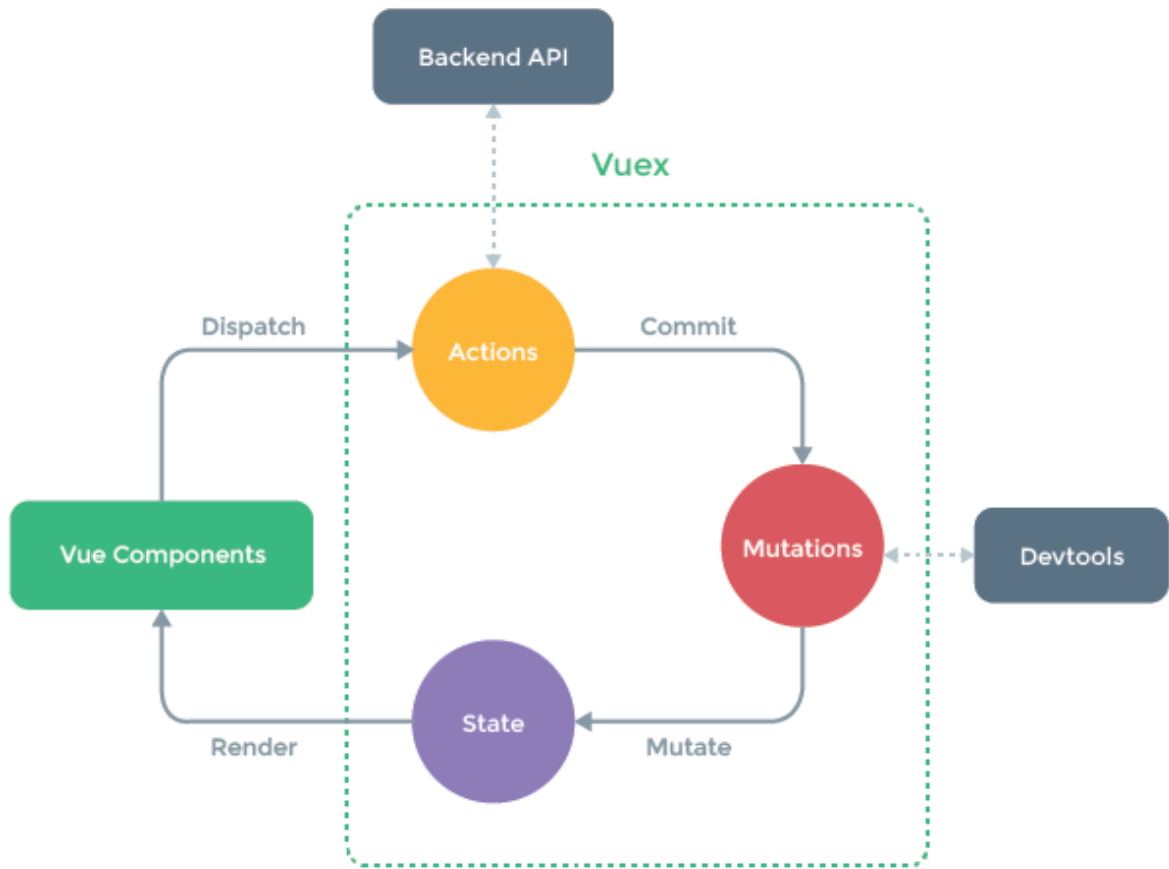 Backend API
Vuex
Dispatch
Commit
Actions
Vue Components
Mutations
Devtools
State
Render
Mutate